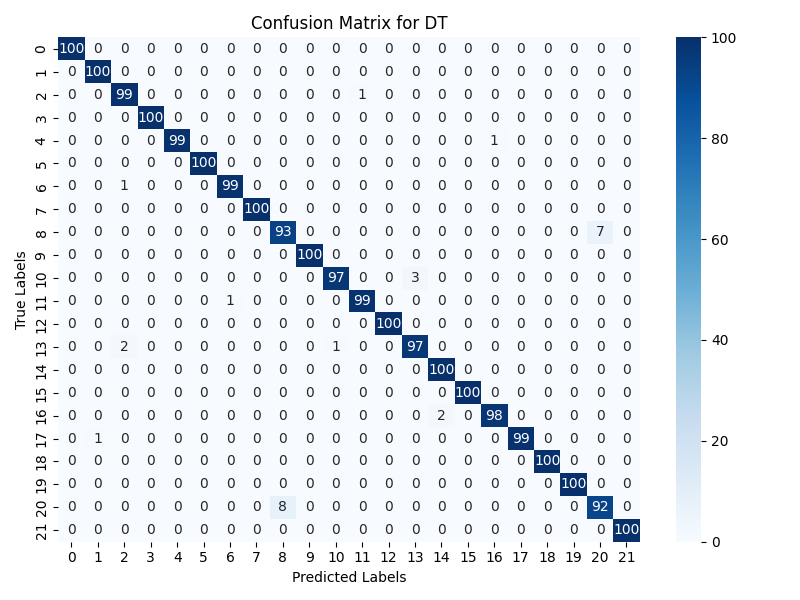 Confusion Matrix for DT
True Labels
0 100 0 0 0 0 0 0 0 0 0 0 0 0 0 0 0 0 0 0 0 0 0
1 0 100 0 0 0 0 0 0 0 0 0 0 0 0 0 0 0 0 0 0 0 0
2 0 0 99 0 0 0 0 0 0 0 0 1 0 0 0 0 0 0 0 0 0 0
3 0 0 0 100 0 0 0 0 0 0 0 0 0 0 0 0 0 0 0 0 0 0
4 0 0 0 0 99 0 0 0 0 0 0 0 0 0 0 0 1 0 0 0 0 0
5 0 0 0 0 0 100 0 0 0 0 0 0 0 0 0 0 0 0 0 0 0 0
6 0 0 1 0 0 0 99 0 0 0 0 0 0 0 0 0 0 0 0 0 0 0
7 0 0 0 0 0 0 0 100 0 0 0 0 0 0 0 0 0 0 0 0 0 0
8 0 0 0 0 0 0 0 0 93 0 0 0 0 0 0 0 0 0 0 0 7 0
9 0 0 0 0 0 0 0 0 0 100 0 0 0 0 0 0 0 0 0 0 0 0
10 0 0 0 0 0 0 0 0 0 0 97 0 0 3 0 0 0 0 0 0 0 0
11 0 0 0 0 0 0 1 0 0 0 0 99 0 0 0 0 0 0 0 0 0 0
12 0 0 0 0 0 0 0 0 0 0 0 0 100 0 0 0 0 0 0 0 0 0
13 0 0 2 0 0 0 0 0 0 0 1 0 0 97 0 0 0 0 0 0 0 0
14 0 0 0 0 0 0 0 0 0 0 0 0 0 0 100 0 0 0 0 0 0 0
15 0 0 0 0 0 0 0 0 0 0 0 0 0 0 0 100 0 0 0 0 0 0
16 0 0 0 0 0 0 0 0 0 0 0 0 0 0 2 0 98 0 0 0 0 0
17 0 1 0 0 0 0 0 0 0 0 0 0 0 0 0 0 0 99 0 0 0 0
18 0 0 0 0 0 0 0 0 0 0 0 0 0 0 0 0 0 0 100 0 0 0
19 0 0 0 0 0 0 0 0 0 0 0 0 0 0 0 0 0 0 0 100 0 0
20 0 0 0 0 0 0 0 0 8 0 0 0 0 0 0 0 0 0 0 0 92 0
21 0 0 0 0 0 0 0 0 0 0 0 0 0 0 0 0 0 0 0 0 0 100
0 1 2 3 4 5 6 7 8 9 10 11 12 13 14 15 16 17 18 19 20 21
Predicted Labels
100
80
60
40
20
0